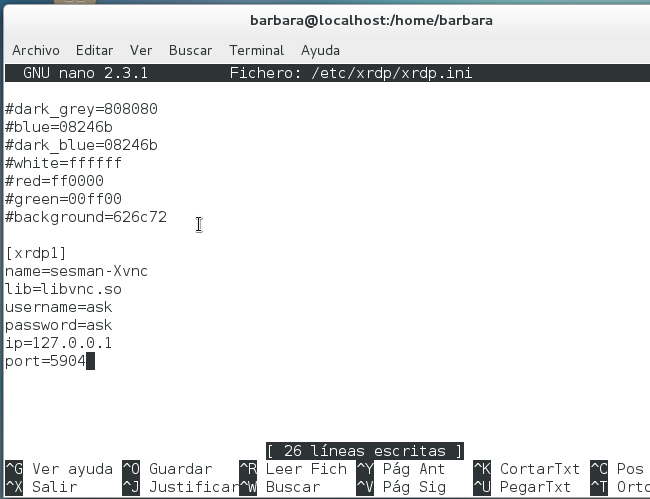 barbara@localhost:/home/barbara
Archivo Editar Ver Buscar Terminal Ayuda
GNU nano 2.3.1 Fichero: /etc/xrdp/xrdp.ini
#dark_grey=808080
#blue=08246b
#dark_blue=08246b
#white=ffffff
#red=ff0000
#green=00ff00
#background=626c72
[xrdp1]
name=sesman-Xvnc
lib=libvnc.so
username=ask
password=ask
ip=127.0.0.1
port=5904
[ 26 líneas escritas ]
^G Ver ayuda ^O Guardar ^R Leer Fich ^Y Pág Ant ^K CortarTxt ^C Pos
^X Salir ^J Justificar ^W Buscar ^V Pág Sig ^U PegarTxt ^T Orto